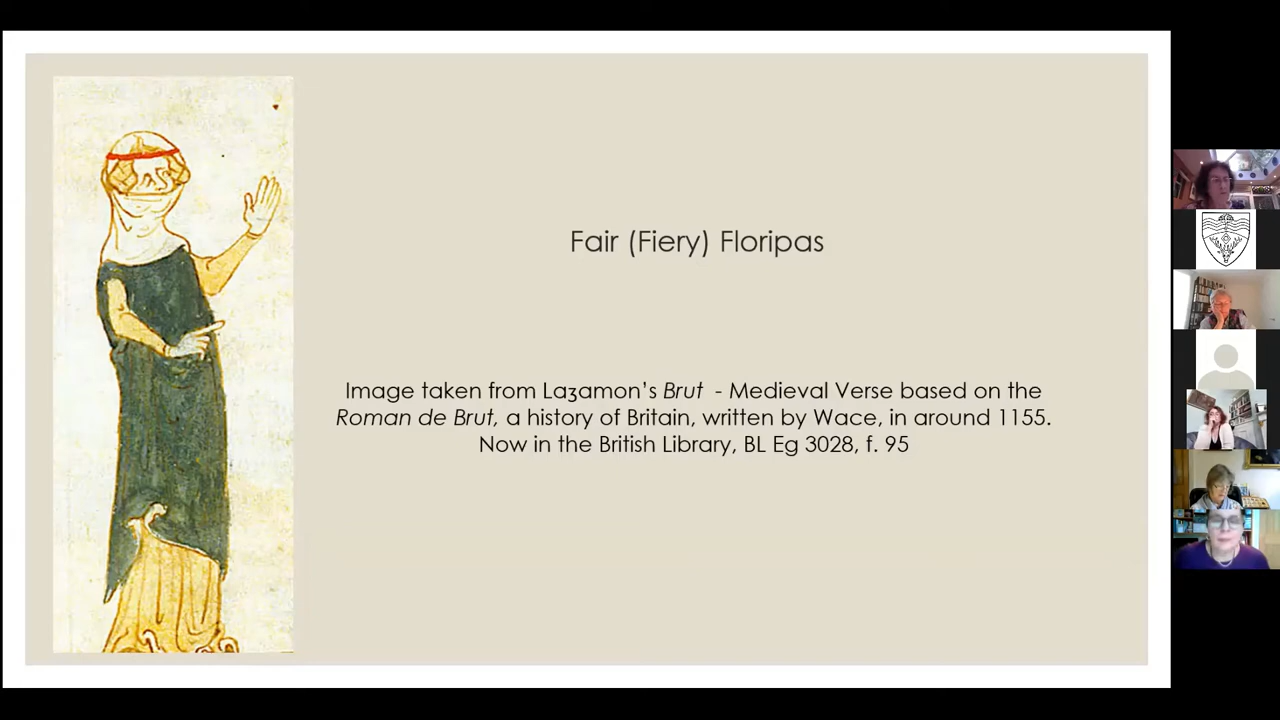 Fair (Fiery) Floripas
Image taken from Laʒamon’s Brut - Medieval Verse based on the
Roman de Brut, a history of Britain, written by Wace, in around 1155.
Now in the British Library, BL Eg 3028, f. 95